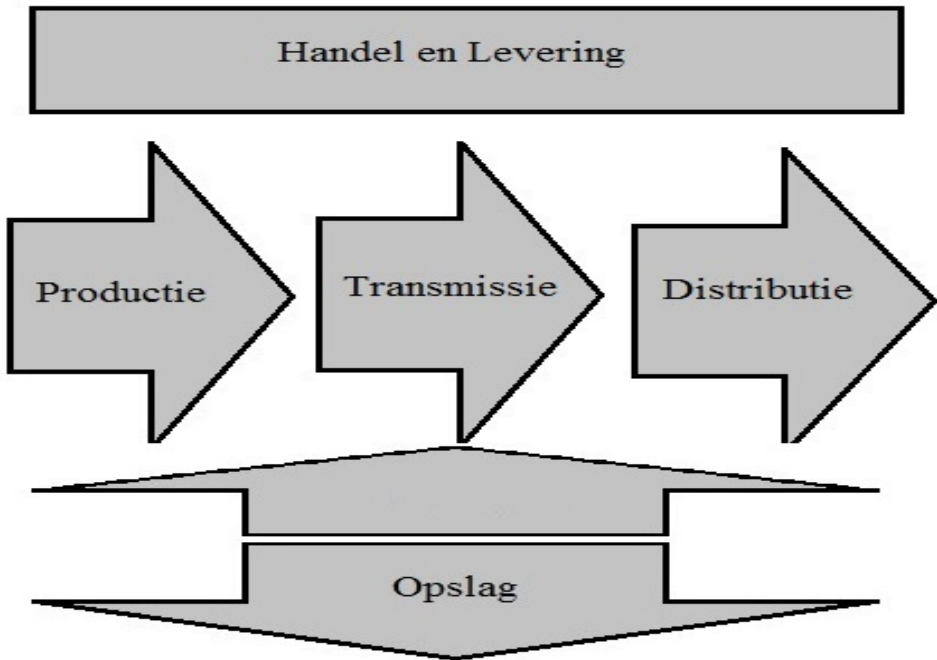 Handel en Levering
Productie
Transmissie
Distributie
Opslag